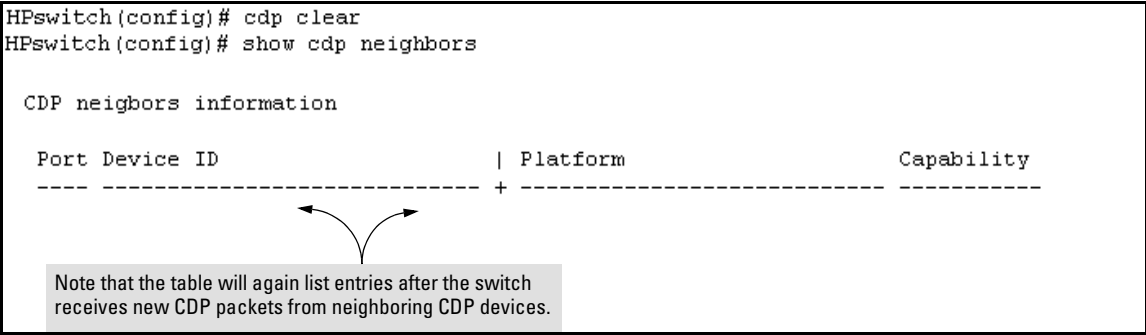 HPswitch(config)# cdp clear
HPswitch(config)# show cdp neighbors
CDP neigbors information
Port Device ID | Platform Capability
---- ----------------------------- + ---------------------------- -----------
Note that the table will again list entries after the switch
receives new CDP packets from neighboring CDP devices.